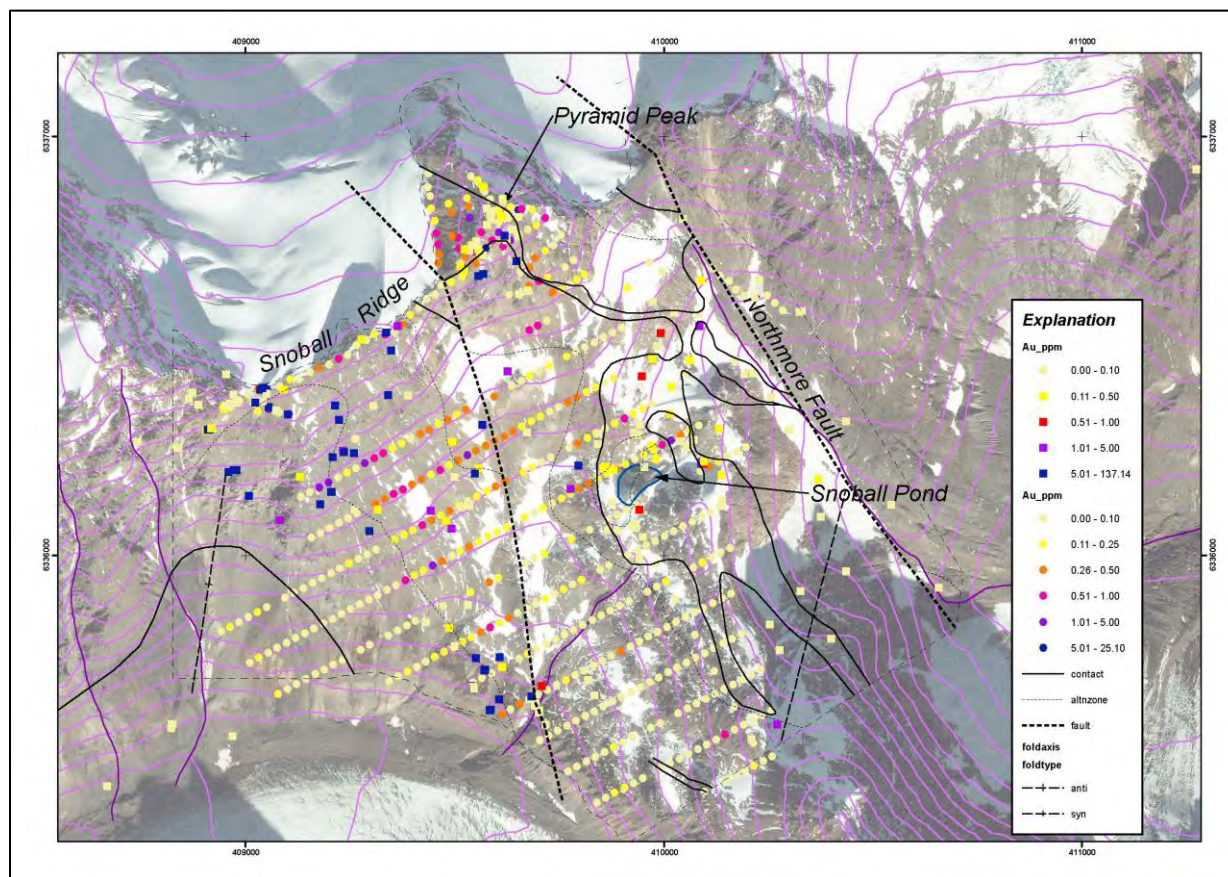 409000
410000
411000
6337000
6337000
Pyramid Peak
Snoball Ridge
Northmore Fault
Snoball Pond
6336000
6336000
Explanation
Au_ppm
0.00 - 0.10
0.11 - 0.50
0.51 - 1.00
1.01 - 5.00
5.01 - 137.14
Au_ppm
0.00 - 0.10
0.11 - 0.25
0.26 - 0.50
0.51 - 1.00
1.01 - 5.00
5.01 - 25.10
contact
altnzone
fault
foldaxis
foldtype
anti
syn
409000
410000
411000